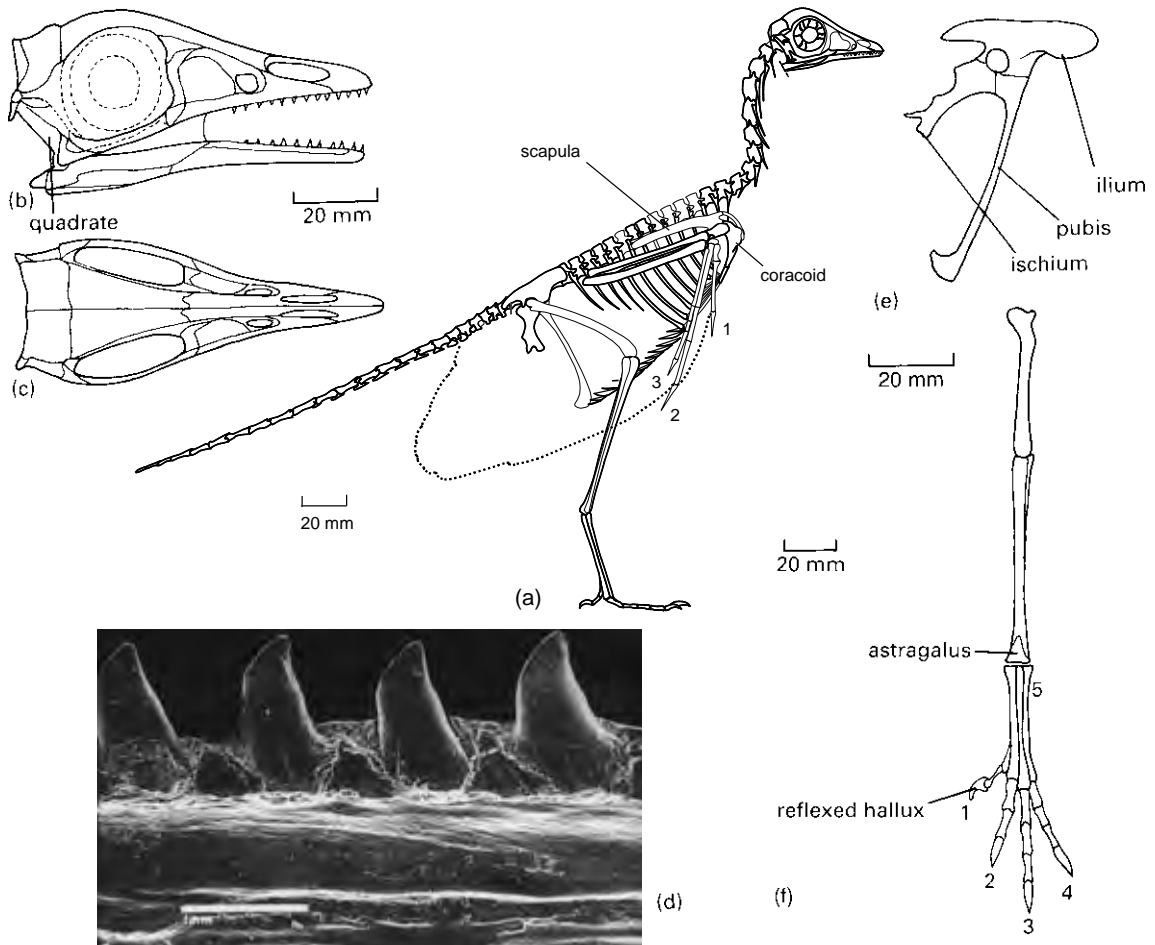 (b)
quadrate
20 mm
(c)
scapula
coracoid
1
3
2
20 mm
(a)
ilium
pubis
ischium
(e)
20 mm
20 mm
astragalus
5
reflexed hallux
1
2
4
3
(f)
1mm
(d)